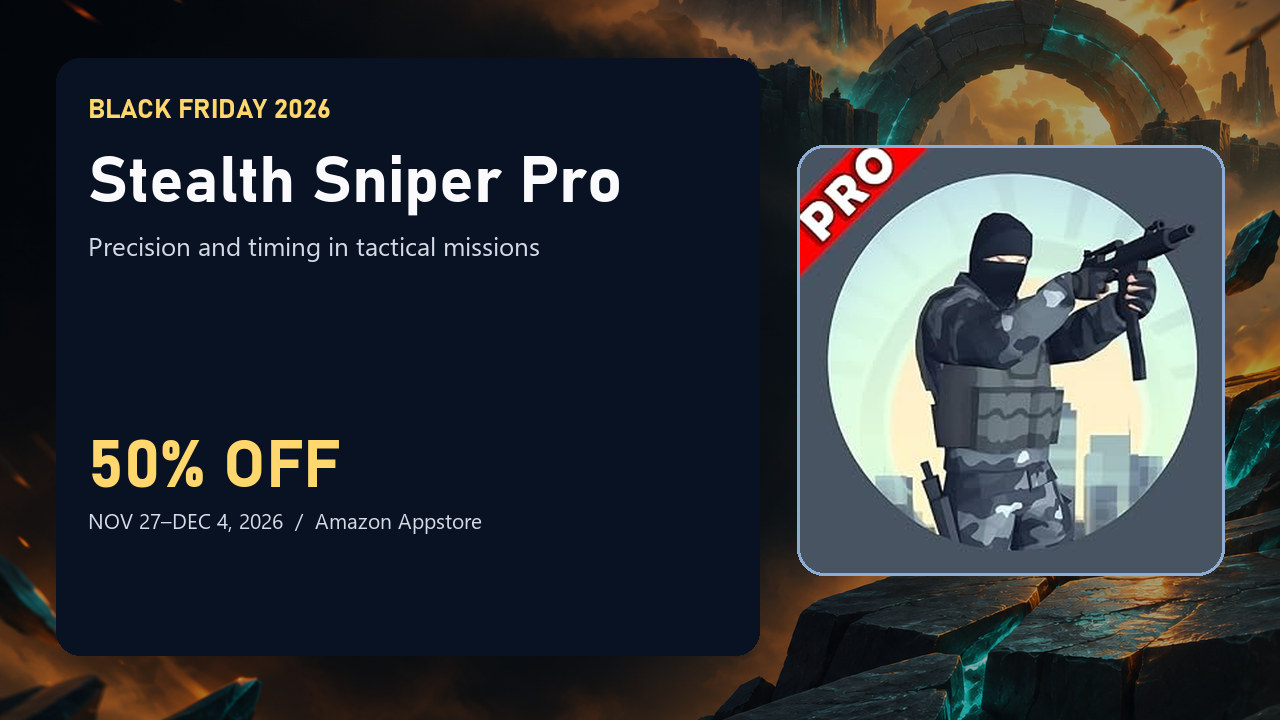 BLACK FRIDAY 2026
Stealth Sniper Pro
Precision and timing in tactical missions
50% OFF
NOV 27–DEC 4, 2026 / Amazon Appstore
PRO